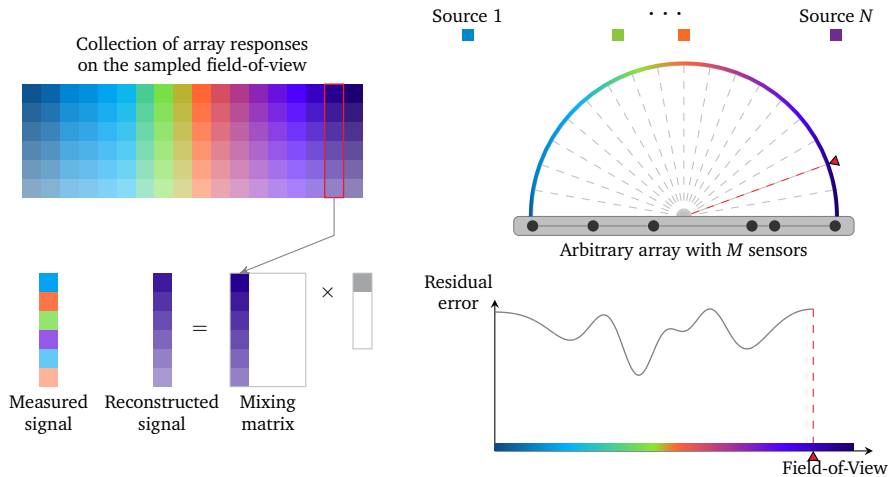 Collection of array responses
on the sampled field-of-view
Source 1
· · ·
Source N
Arbitrary array with M sensors
=
×
Measured
signal
Reconstructed
signal
Mixing
matrix
Residual
error
Field-of-View